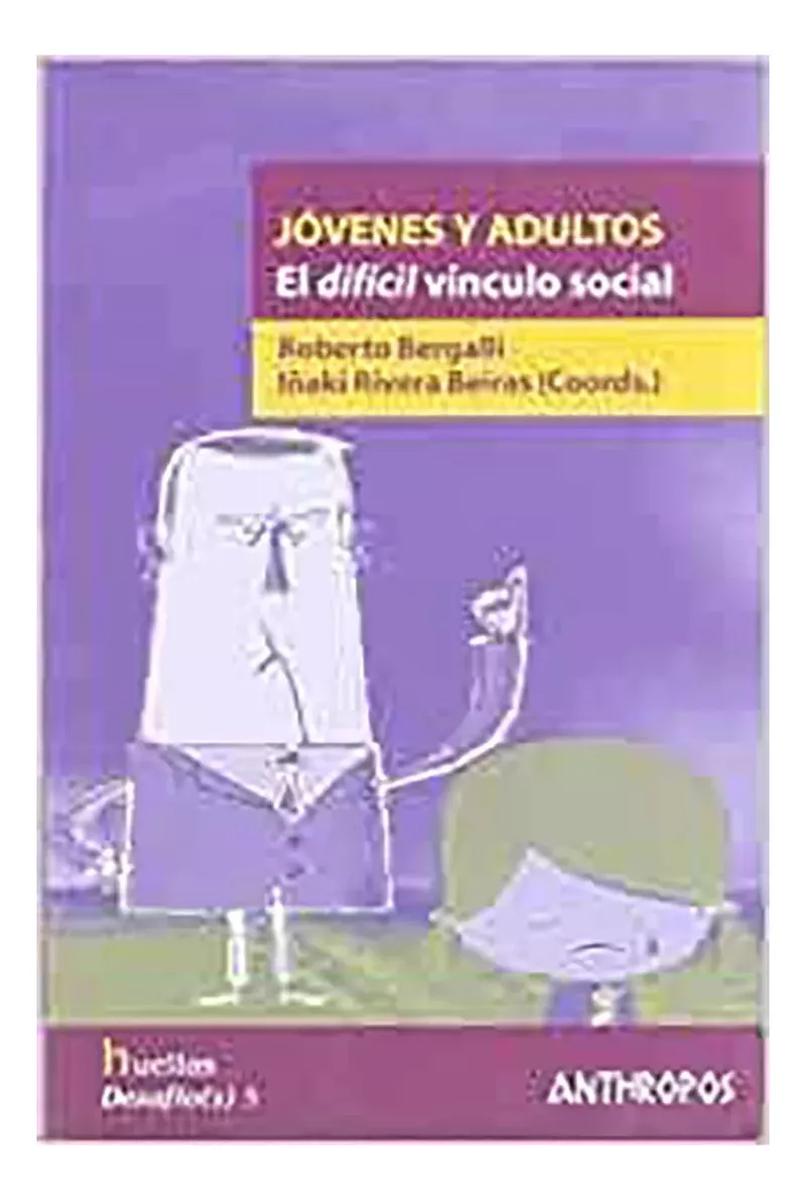 JÓVENES Y ADULTOS
El difícil vínculo social
Roberto Bergalli
Iñaki Rivera Beiras (Coords.)
huellas
Desafío(s) 5
ANTHROPOS